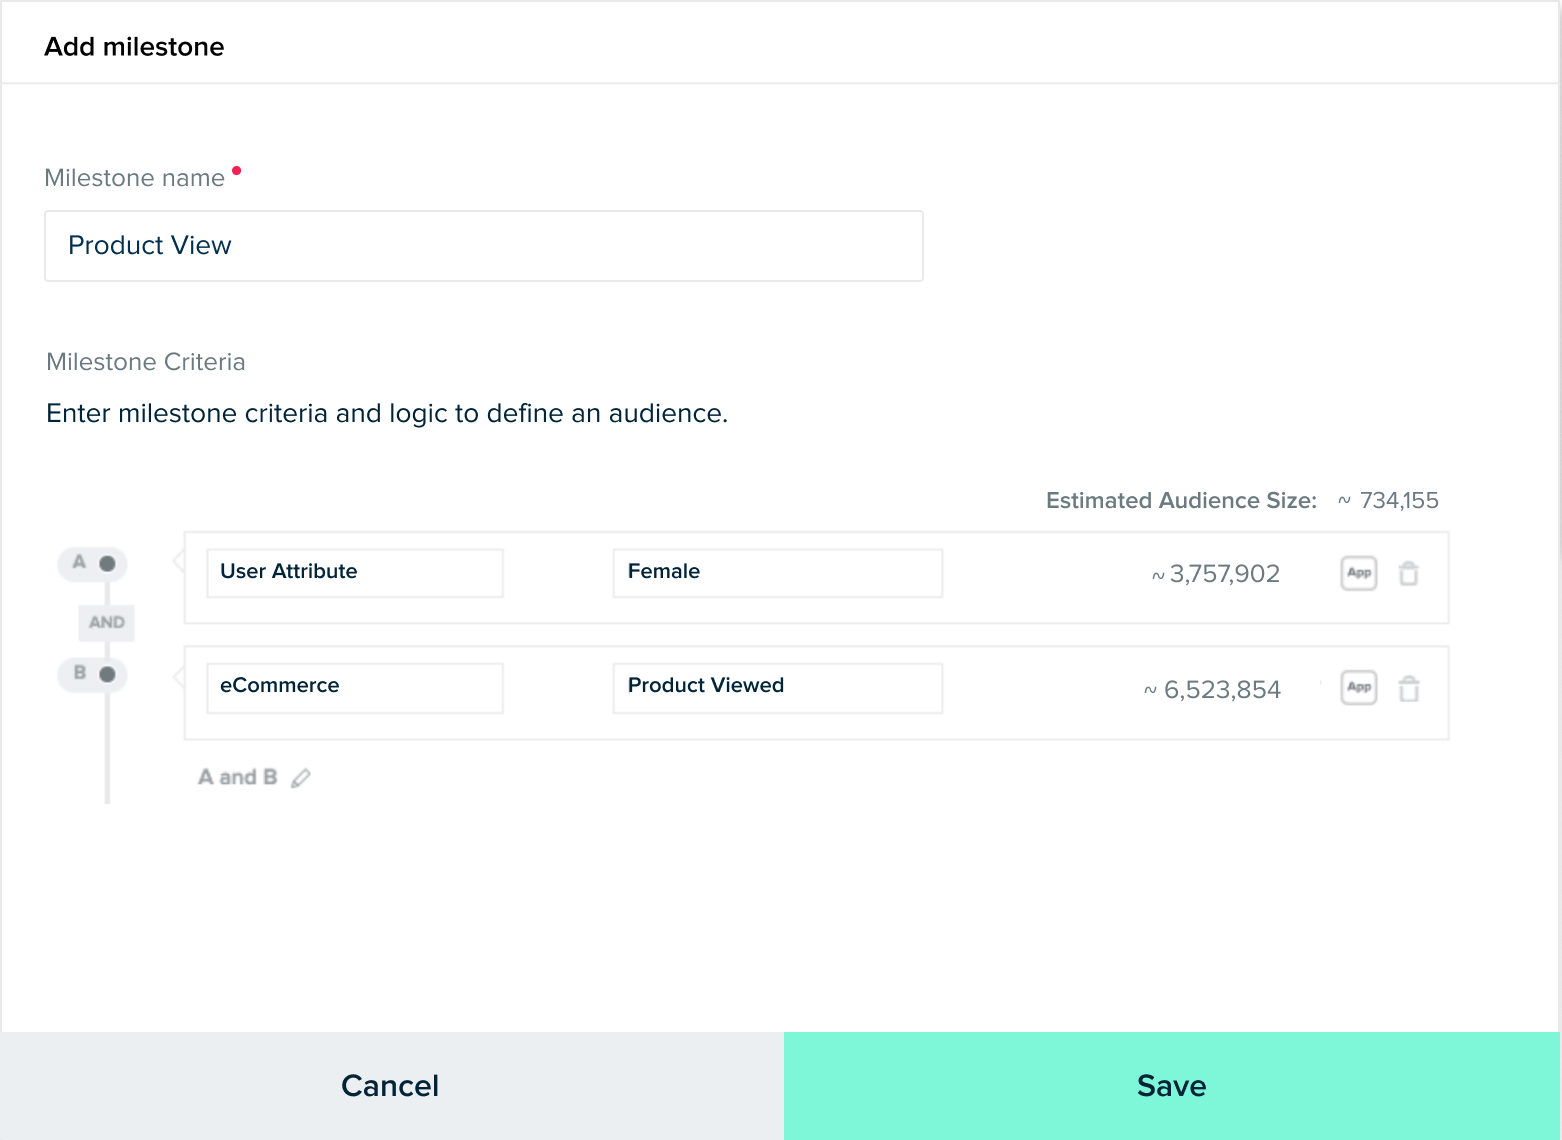 Add milestone
Milestone name
Product View
Milestone Criteria
Enter milestone criteria and logic to define an audience.
Estimated Audience Size: ~ 734,155
A User Attribute Female ~ 3,757,902 App
AND
B eCommerce Product Viewed ~ 6,523,854 App
A and B
Cancel Save